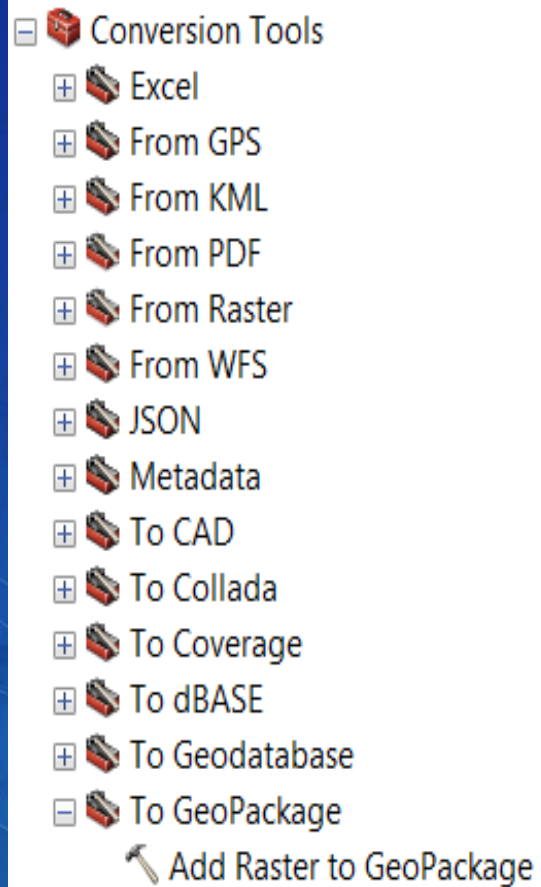 Conversion Tools
Excel
From GPS
From KML
From PDF
From Raster
From WFS
JSON
Metadata
To CAD
To Collada
To Coverage
To dBASE
To Geodatabase
To GeoPackage
Add Raster to GeoPackage